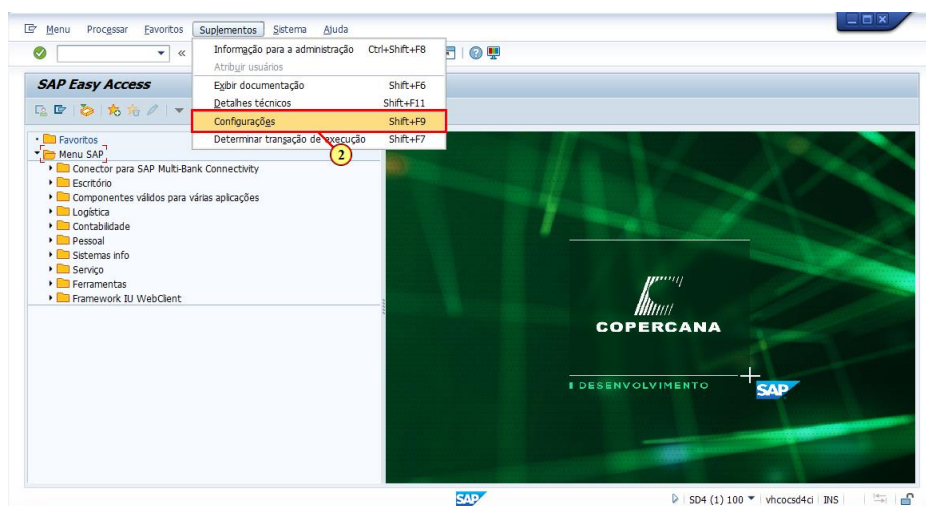 Menu Processar Favoritos Suplementos Sistema Ajuda
Informação para a administração Ctrl+Shift+F8
Atribuir usuários
SAP Easy Access
Exibir documentação Shift+F6
Detalhes técnicos Shift+F11
Configurações Shift+F9
Determinar transação de execução Shift+F7
2
Favoritos
Menu SAP
Conector para SAP Multi-Bank Connectivity
Escritório
Componentes válidos para várias aplicações
Logística
Contabilidade
Pessoal
Sistemas info
Serviço
Ferramentas
Framework IU WebClient
COPERCANA
DESENVOLVIMENTO
SAP
SAP
SD4 (1) 100 vhcocsd4ci INS